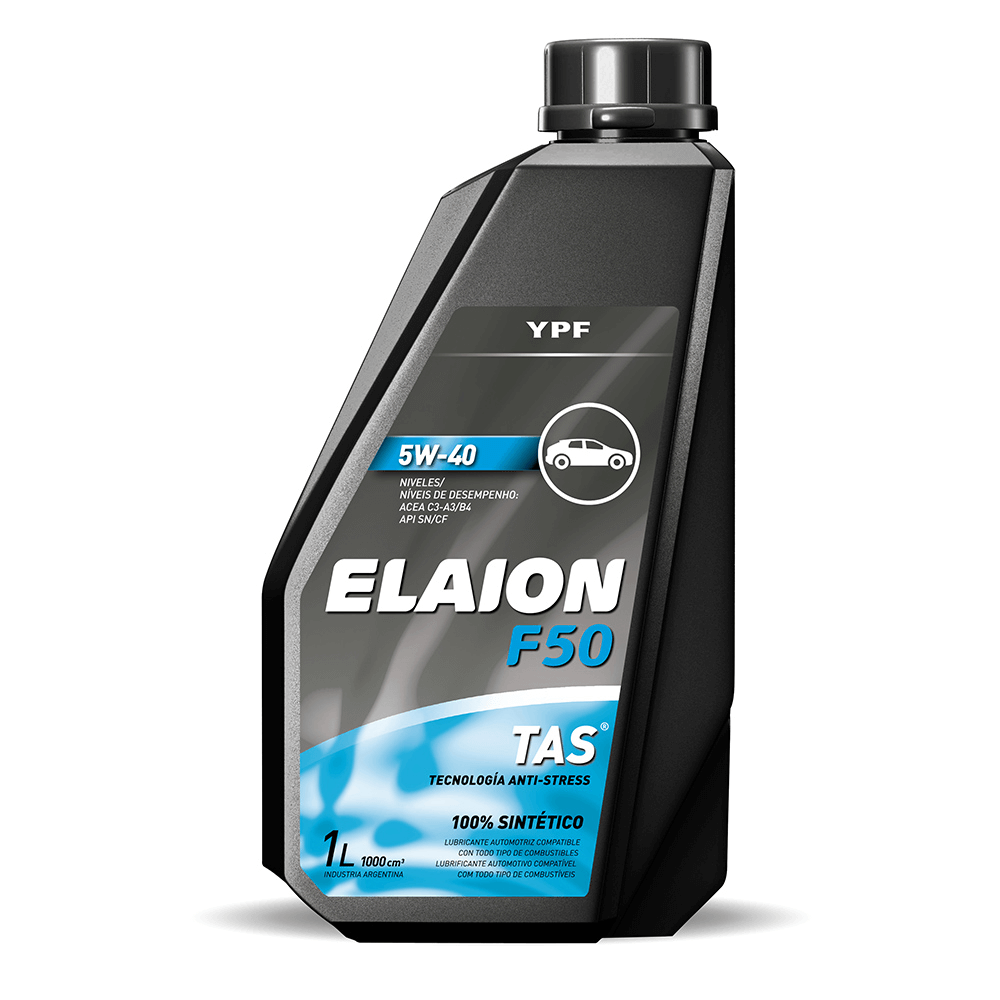 YPF
5W-40
NIVELES/
NÍVEIS DE DESEMPENHO:
ACEA C3-A3/B4
API SN/CF
ELAION
F50
TAS®
TECNOLOGÍA ANTI-STRESS
100% SINTÉTICO
LUBRICANTE AUTOMOTRIZ COMPATIBLE
CON TODO TIPO DE COMBUSTIBLES
LUBRIFICANTE AUTOMOTIVO COMPATÍVEL
COM TODO TIPO DE COMBUSTÍVEIS
1L 1000 cm³
INDUSTRIA ARGENTINA